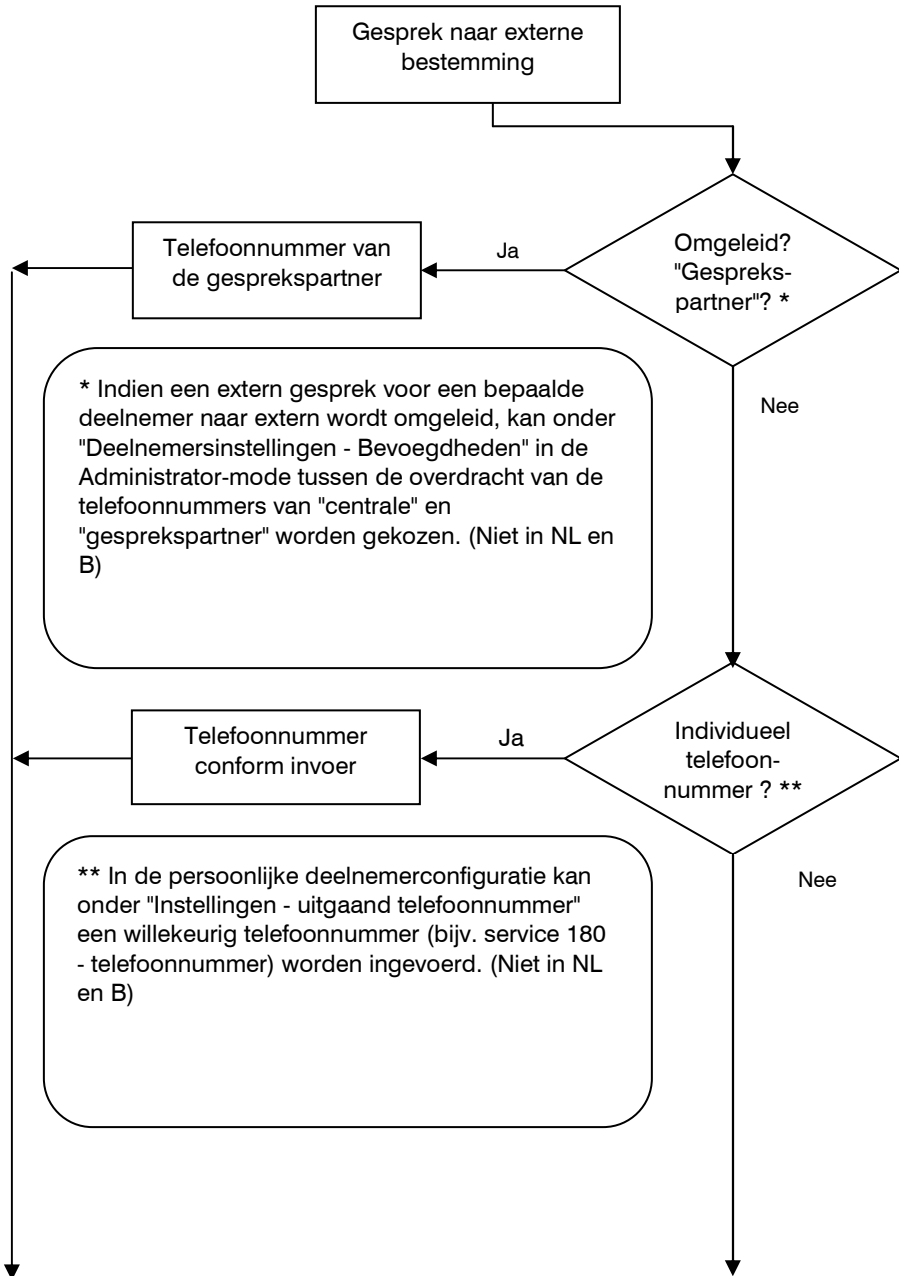 Gesprek naar externe
bestemming
Omgeleid?
"Gespreks-
partner"? *
Ja
Telefoonnummer van
de gesprekspartner
Nee
* Indien een extern gesprek voor een bepaalde
deelnemer naar extern wordt omgeleid, kan onder
"Deelnemersinstellingen - Bevoegdheden" in de
Administrator-mode tussen de overdracht van de
telefoonnummers van "centrale" en
"gesprekspartner" worden gekozen. (Niet in NL en
B)
Individueel
telefoon-
nummer ? **
Ja
Telefoonnummer
conform invoer
Nee
** In de persoonlijke deelnemerconfiguratie kan
onder "Instellingen - uitgaand telefoonnummer"
een willekeurig telefoonnummer (bijv. service 180
- telefoonnummer) worden ingevoerd. (Niet in NL
en B)